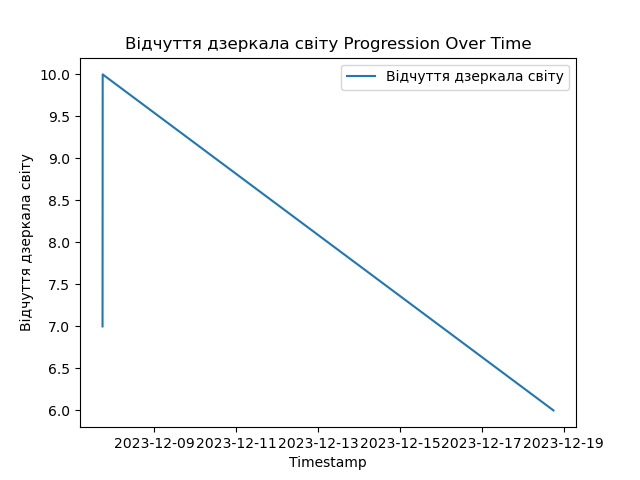 Відчуття дзеркала світу Progression Over Time
Відчуття дзеркала світу
Відчуття дзеркала світу
10.0
9.5
9.0
8.5
8.0
7.5
7.0
6.5
6.0
2023-12-09 2023-12-11 2023-12-13 2023-12-15 2023-12-17 2023-12-19
Timestamp